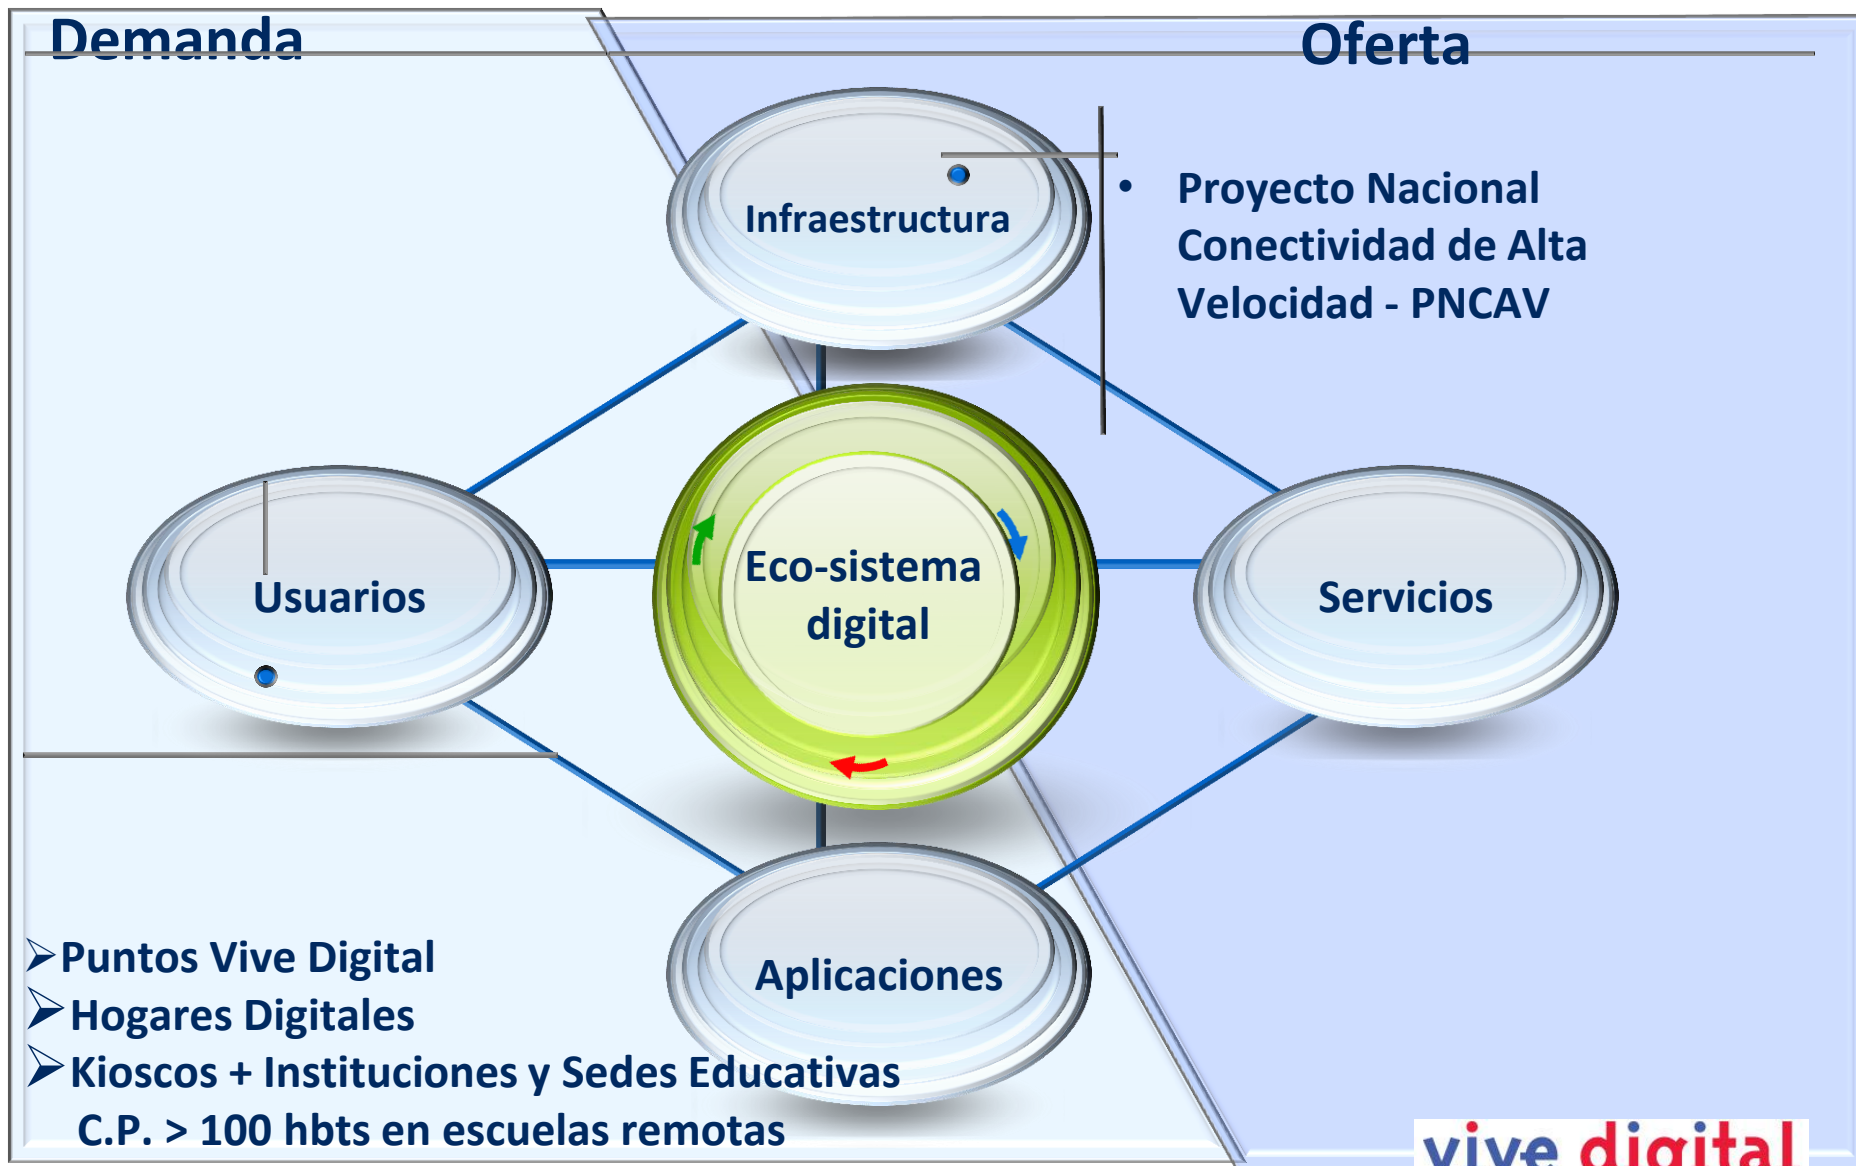 Demanda
Oferta
Infraestructura
• Proyecto Nacional
Conectividad de Alta
Velocidad - PNCAV
Usuarios
Eco-sistema
digital
Servicios
Aplicaciones
➢Puntos Vive Digital
➢Hogares Digitales
➢Kioscos + Instituciones y Sedes Educativas
C.P. > 100 hbts en escuelas remotas
vive digital